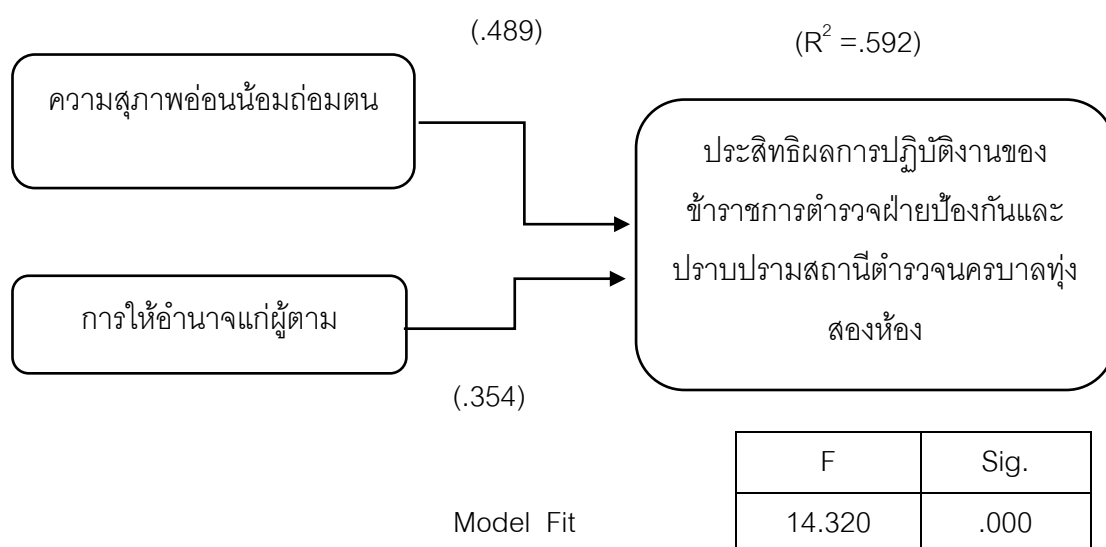 (.489)
(R² =.592)
ความสุภาพอ่อนน้อมถ่อมตน
ประสิทธิผลการปฏิบัติงานของ
ข้าราชการตำรวจฝ่ายป้องกันและ
ปราบปรามสถานีตำรวจนครบาลทุ่ง
สองห้อง
การให้อำนาจแก่ผู้ตาม
(.354)
F Sig.
Model Fit 14.320 .000